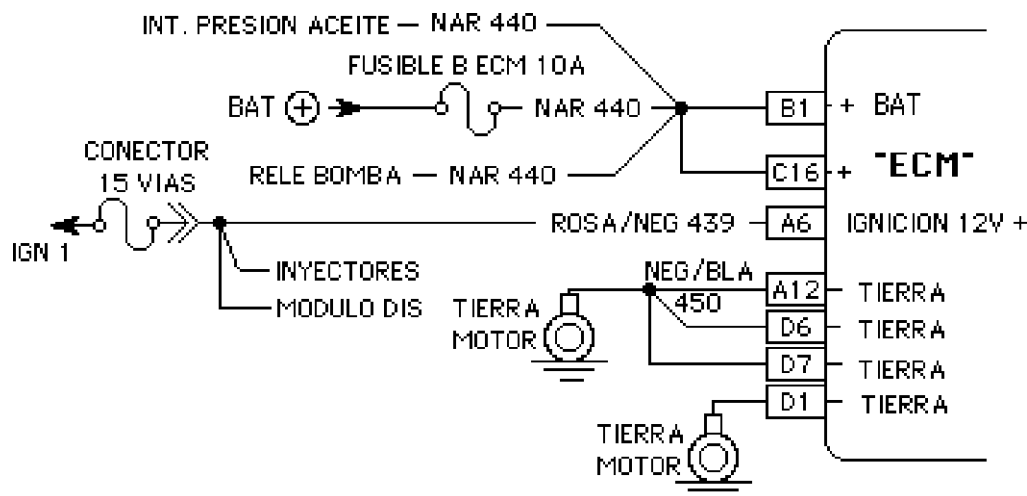 INT. PRESION ACEITE — NAR 440
FUSIBLE B ECM 10A
BAT + NAR 440 B1 + BAT
CONECTOR
15 VIAS
RELE BOMBA — NAR 440 C16 + "ECM"
IGN 1
ROSA/NEG 439 A6 IGNICION 12V +
INYECTORES
MODULO DIS
NEG/BLA
450
TIERRA
MOTOR
A12 TIERRA
D6 TIERRA
D7 TIERRA
D1 TIERRA
TIERRA
MOTOR